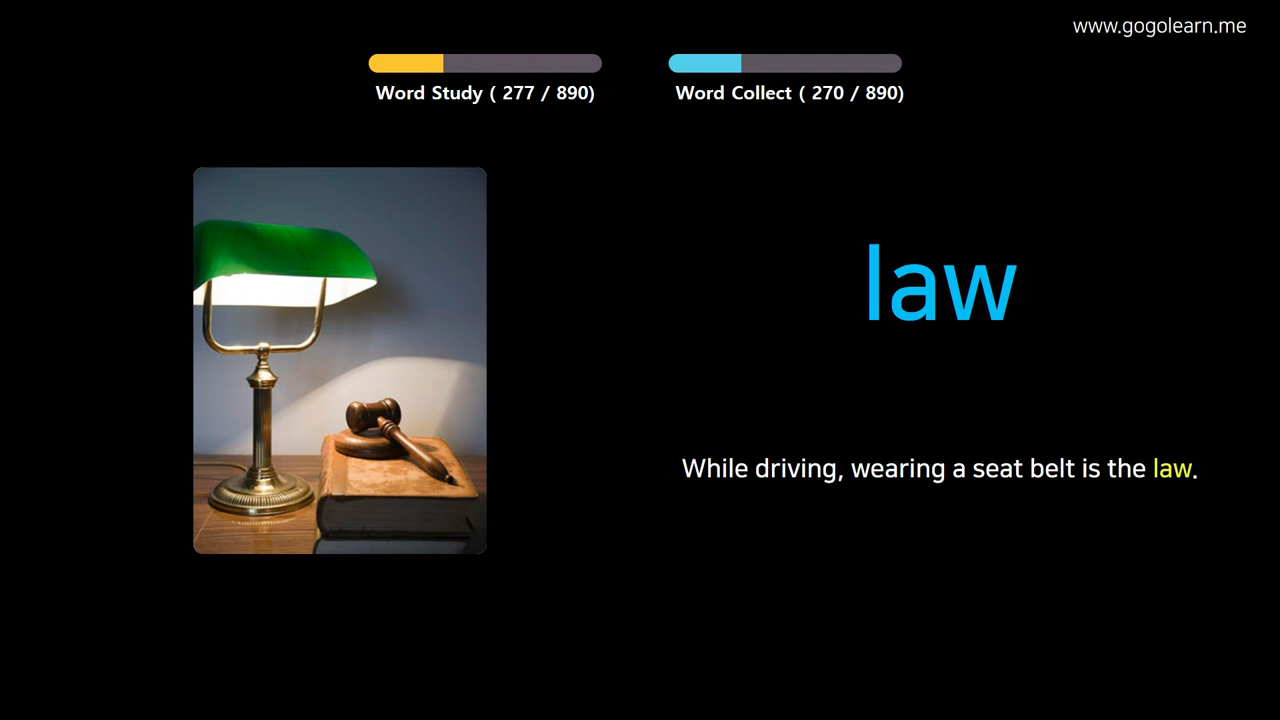 www.gogolearn.me
Word Study ( 277 / 890)
Word Collect ( 270 / 890)
law
While driving, wearing a seat belt is the law.